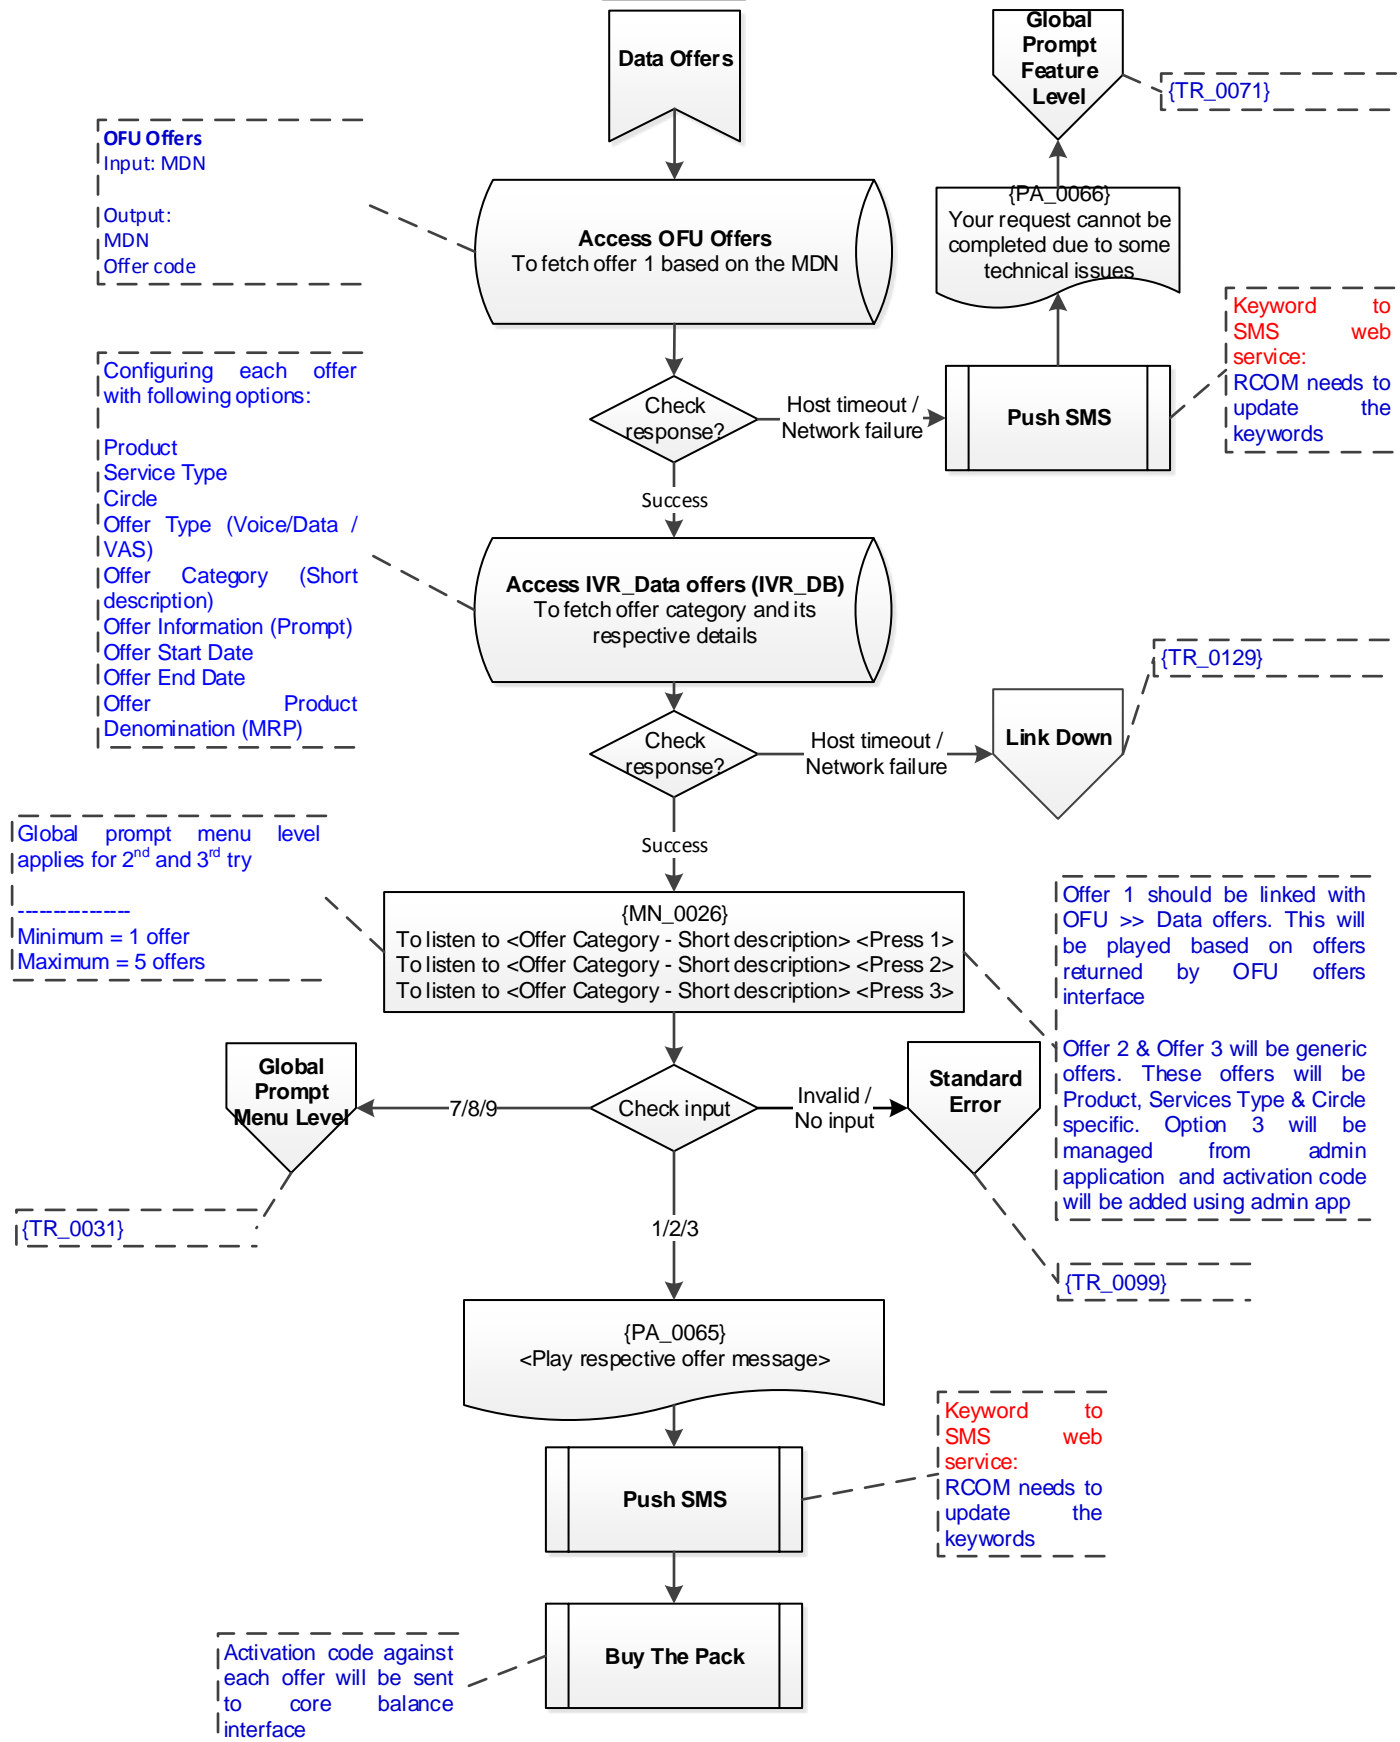 Data Offers
Global
Prompt
Feature
Level
{TR_0071}
OFU Offers
Input: MDN
Output:
MDN
Offer code
Access OFU Offers
To fetch offer 1 based on the MDN
{PA_0066}
Your request cannot be
completed due to some
technical issues
Keyword to
SMS web
service:
RCOM needs to
update the
keywords
Configuring each offer
with following options:
Product
Service Type
Circle
Offer Type (Voice/Data /
VAS)
Offer Category (Short
description)
Offer Information (Prompt)
Offer Start Date
Offer End Date
Offer Product
Denomination (MRP)
Check
response?
Host timeout /
Network failure
Push SMS
Success
Access IVR_Data offers (IVR_DB)
To fetch offer category and its
respective details
{TR_0129}
Check
response?
Host timeout /
Network failure
Link Down
Success
Global prompt menu level
applies for 2nd and 3rd try
----------------
Minimum = 1 offer
Maximum = 5 offers
{MN_0026}
To listen to <Offer Category - Short description> <Press 1>
To listen to <Offer Category - Short description> <Press 2>
To listen to <Offer Category - Short description> <Press 3>
Offer 1 should be linked with
OFU >> Data offers. This will
be played based on offers
returned by OFU offers
interface
Offer 2 & Offer 3 will be generic
offers. These offers will be
Product, Services Type & Circle
specific. Option 3 will be
managed from admin
application and activation code
will be added using admin app
Global
Prompt
Menu Level
7/8/9
Check input
Invalid /
No input
Standard
Error
{TR_0031}
1/2/3
{TR_0099}
{PA_0065}
<Play respective offer message>
Keyword to
SMS web
service:
RCOM needs to
update the
keywords
Push SMS
Buy The Pack
Activation code against
each offer will be sent
to core balance
interface